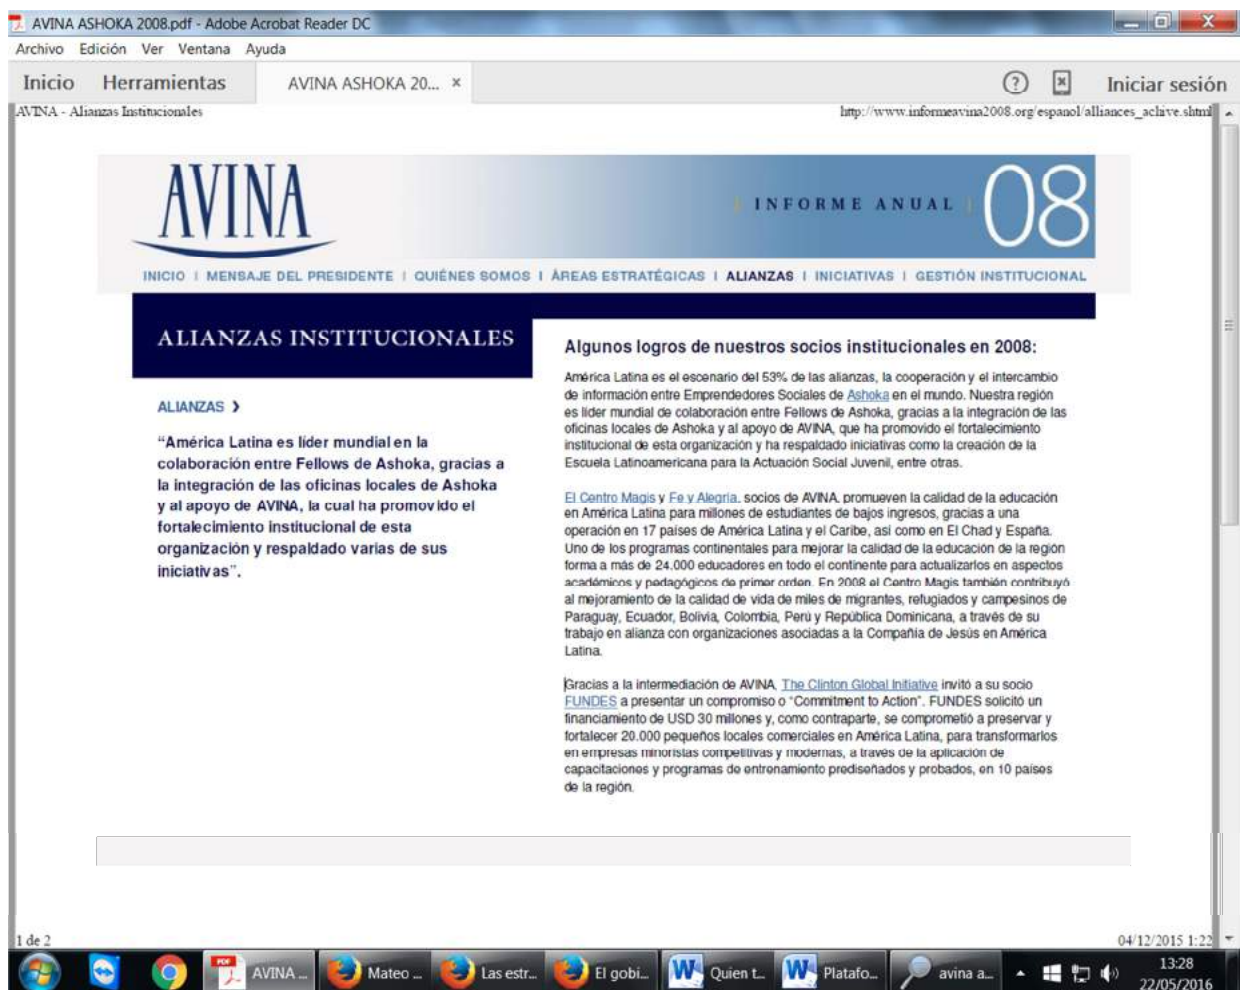 AVINA ASHOKA 2008.pdf - Adobe Acrobat Reader DC
Archivo Edición Ver Ventana Ayuda
Inicio Herramientas AVINA ASHOKA 20... × Iniciar sesión
AVINA - Alianzas Institucionales http://www.informeavina2008.org/espanol/alliances_achive.shtml
AVINA
INFORME ANUAL 08
INICIO | MENSAJE DEL PRESIDENTE | QUIÉNES SOMOS | ÁREAS ESTRATÉGICAS | ALIANZAS | INICIATIVAS | GESTIÓN INSTITUCIONAL
ALIANZAS INSTITUCIONALES
ALIANZAS ❯
“América Latina es líder mundial en la
colaboración entre Fellows de Ashoka, gracias a
la integración de las oficinas locales de Ashoka
y al apoyo de AVINA, la cual ha promovido el
fortalecimiento institucional de esta
organización y respaldado varias de sus
iniciativas”.
Algunos logros de nuestros socios institucionales en 2008:
América Latina es el escenario del 53% de las alianzas, la cooperación y el intercambio
de información entre Emprendedores Sociales de Ashoka en el mundo. Nuestra región
es líder mundial de colaboración entre Fellows de Ashoka, gracias a la integración de las
oficinas locales de Ashoka y al apoyo de AVINA, que ha promovido el fortalecimiento
institucional de esta organización y ha respaldado iniciativas como la creación de la
Escuela Latinoamericana para la Actuación Social Juvenil, entre otras.
El Centro Magis y Fe y Alegría, socios de AVINA, promueven la calidad de la educación
en América Latina para millones de estudiantes de bajos ingresos, gracias a una
operación en 17 países de América Latina y el Caribe, así como en El Chad y España.
Uno de los programas continentales para mejorar la calidad de la educación de la región
forma a más de 24.000 educadores en todo el continente para actualizarlos en aspectos
académicos y pedagógicos de primer orden. En 2008 el Centro Magis también contribuyó
al mejoramiento de la calidad de vida de miles de migrantes, refugiados y campesinos de
Paraguay, Ecuador, Bolivia, Colombia, Perú y República Dominicana, a través de su
trabajo en alianza con organizaciones asociadas a la Compañía de Jesús en América
Latina.
Gracias a la intermediación de AVINA, The Clinton Global Initiative invitó a su socio
FUNDES a presentar un compromiso o “Commitment to Action”. FUNDES solicitó un
financiamiento de USD 30 millones y, como contraparte, se comprometió a preservar y
fortalecer 20.000 pequeños locales comerciales en América Latina, para transformarlos
en empresas minoristas competitivas y modernas, a través de la aplicación de
capacitaciones y programas de entrenamiento prediseñados y probados, en 10 países
de la región.
1 de 2 04/12/2015 1:22
AVINA ... Mateo ... Las estr... El gobi... Quien t... Platafo... avina a... 13:28
22/05/2016